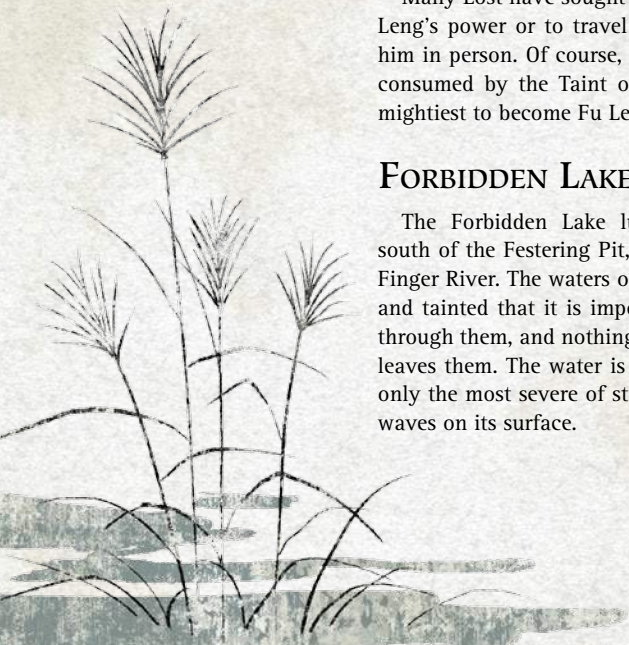 Many Lost have sought
Leng's power or to travel
him in person. Of course,
consumed by the Taint o
mightiest to become Fu Le
FORBIDDEN LAKE
The Forbidden Lake l
south of the Festering Pit,
Finger River. The waters o
and tainted that it is imp
through them, and nothing
leaves them. The water is
only the most severe of st
waves on its surface.